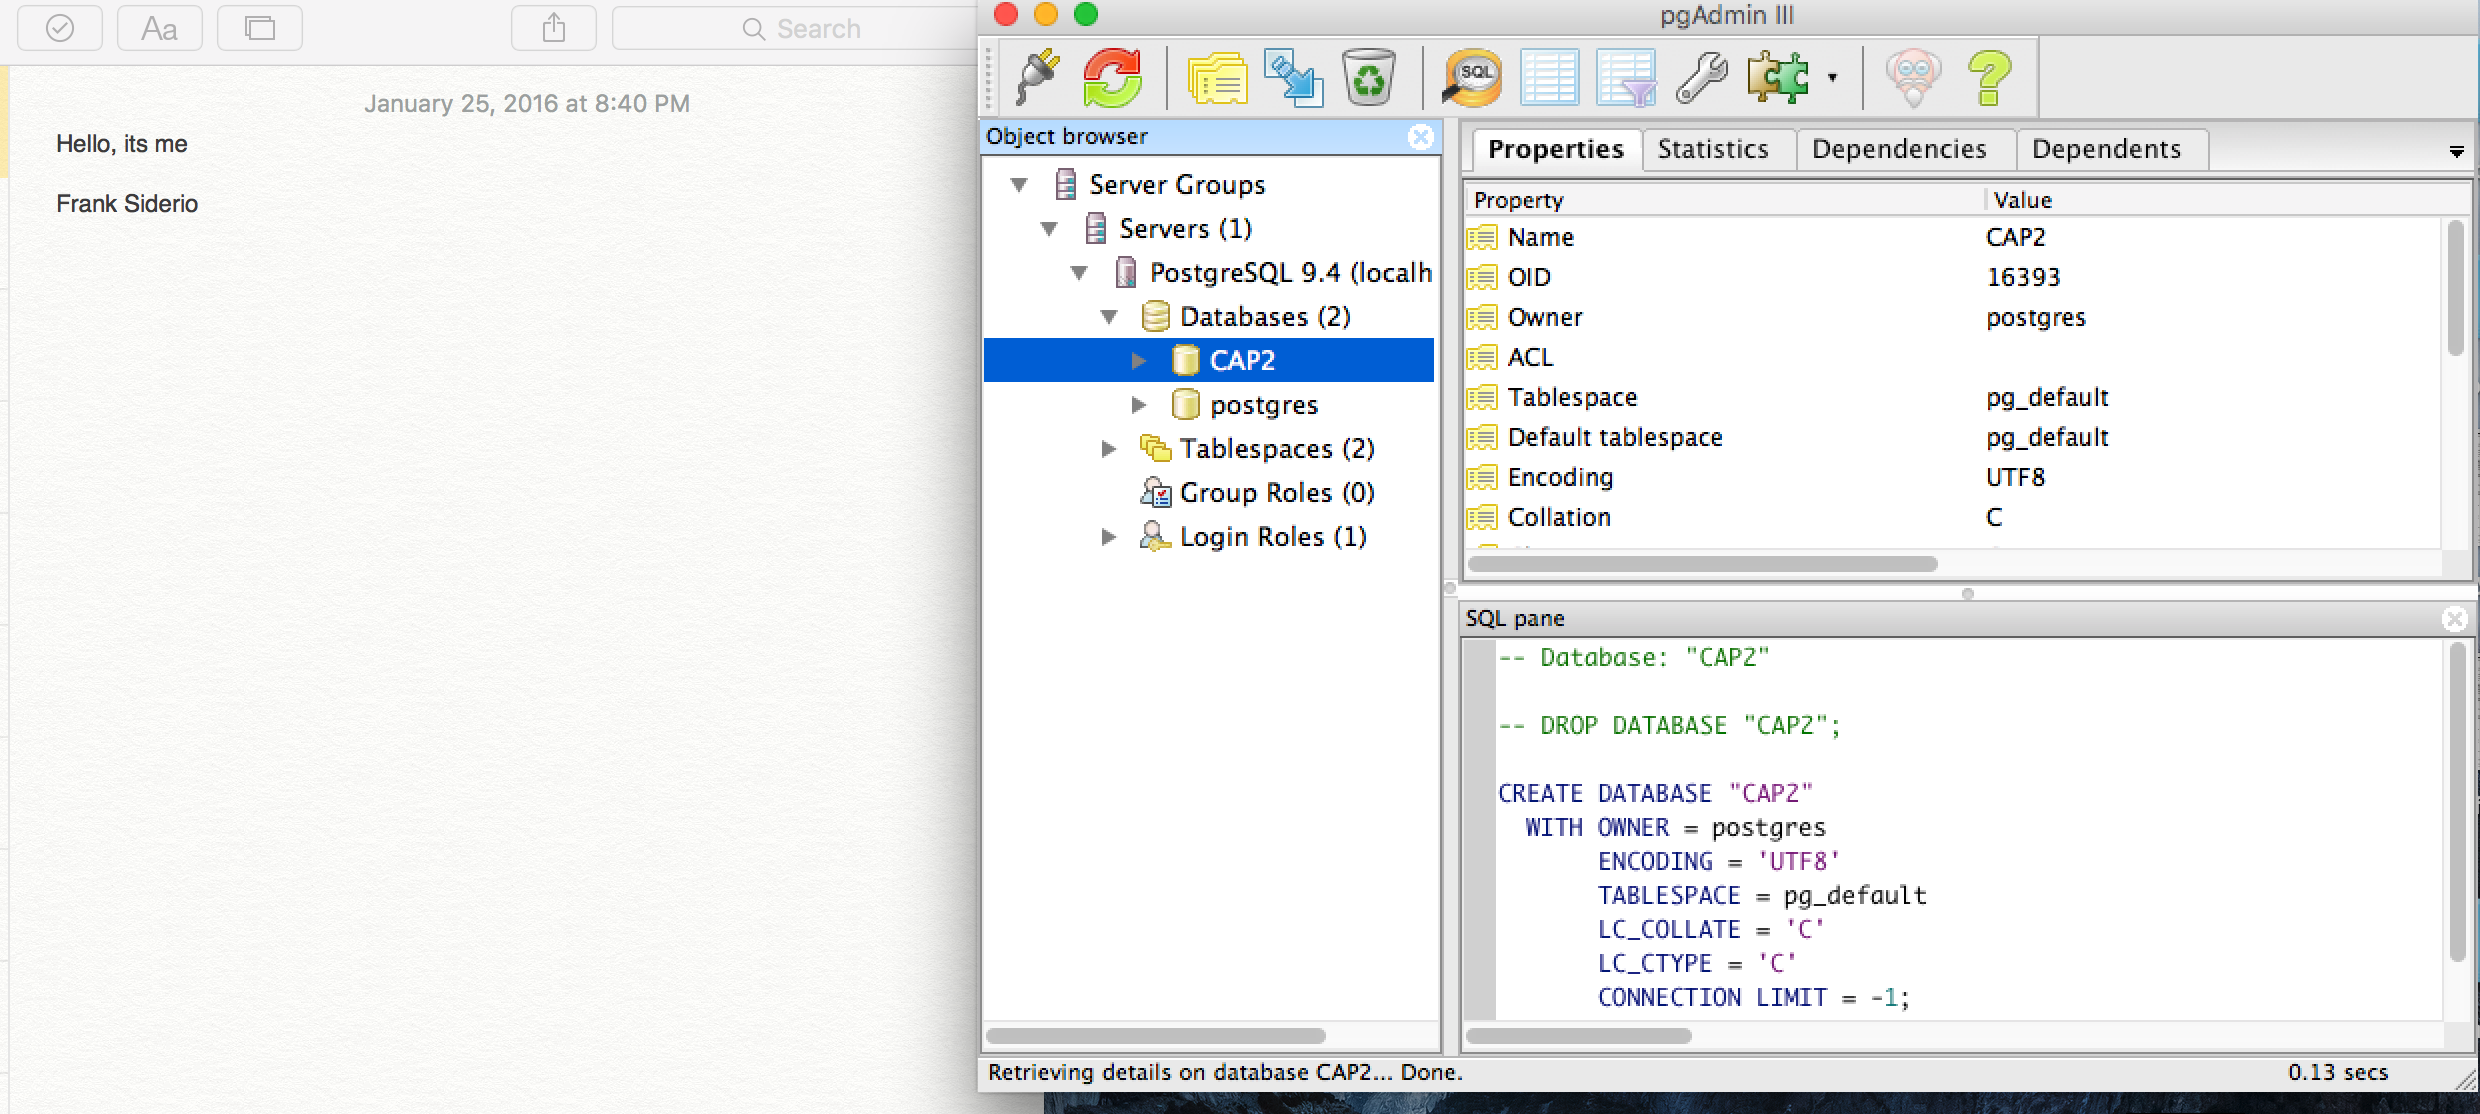 Aa
Search
January 25, 2016 at 8:40 PM
Hello, its me
Frank Siderio
pgAdmin III
SQL
Object browser
Server Groups
Servers (1)
PostgreSQL 9.4 (localh
Databases (2)
CAP2
postgres
Tablespaces (2)
Group Roles (0)
Login Roles (1)
Properties Statistics Dependencies Dependents
Property Value
Name CAP2
OID 16393
Owner postgres
ACL
Tablespace pg_default
Default tablespace pg_default
Encoding UTF8
Collation C
SQL pane
-- Database: "CAP2"
-- DROP DATABASE "CAP2";
CREATE DATABASE "CAP2"
WITH OWNER = postgres
ENCODING = 'UTF8'
TABLESPACE = pg_default
LC_COLLATE = 'C'
LC_CTYPE = 'C'
CONNECTION LIMIT = -1;
Retrieving details on database CAP2... Done. 0.13 secs